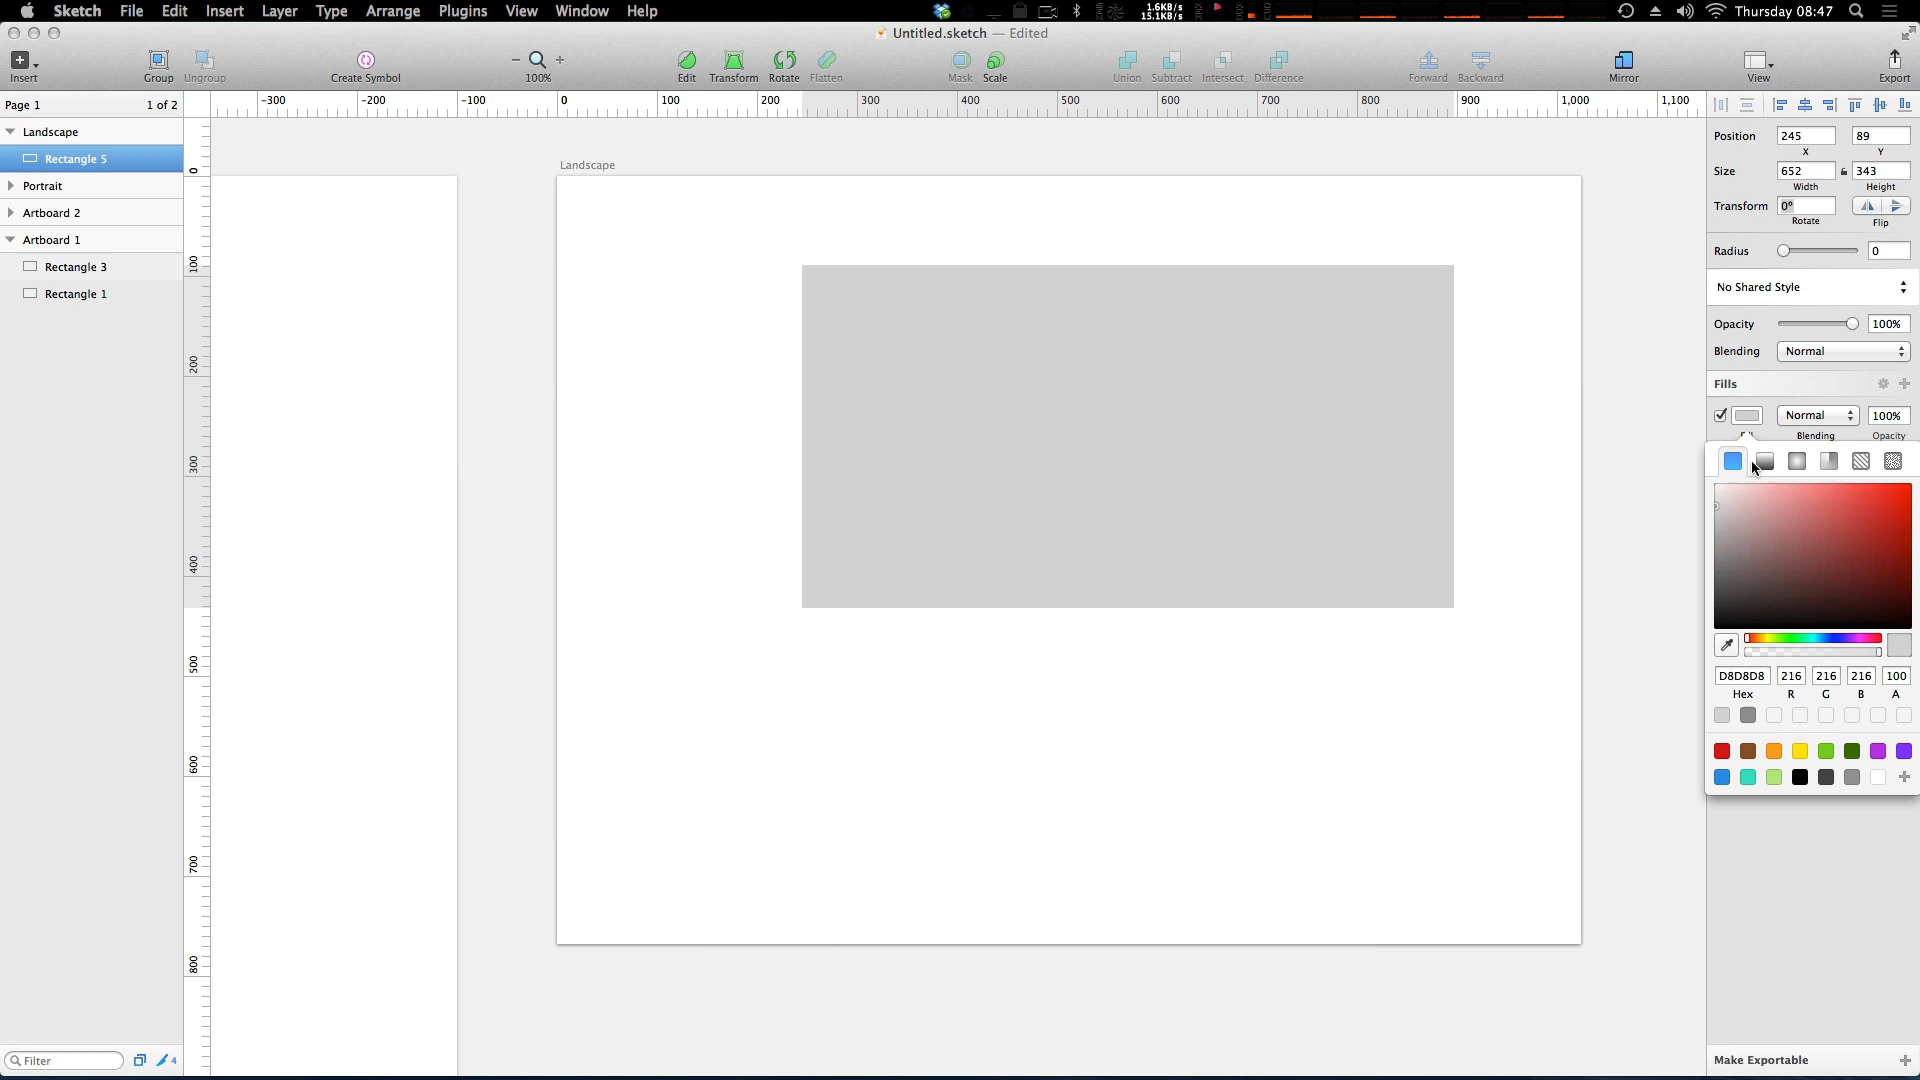 Sketch File Edit Insert Layer Type Arrange Plugins View Window Help
1.6KB/s
15.1KB/s
Thursday 08:47
Untitled.sketch — Edited
Insert Group Ungroup Create Symbol 100% Edit Transform Rotate Flatten Mask Scale Union Subtract Intersect Difference Forward Backward Mirror View Export
Page 1 1 of 2
-300 -200 -100 0 100 200 300 400 500 600 700 800 900 1,000 1,100
Landscape
Rectangle 5
Portrait
Artboard 2
Artboard 1
Rectangle 3
Rectangle 1
Filter
4
0
100
200
300
400
500
600
700
800
Landscape
Position 245 89
X Y
Size 652 343
Width Height
Transform 0°
Rotate Flip
Radius 0
No Shared Style
Opacity 100%
Blending Normal
Fills
Normal 100%
Blending Opacity
D8D8D8 216 216 216 100
Hex R G B A
Make Exportable